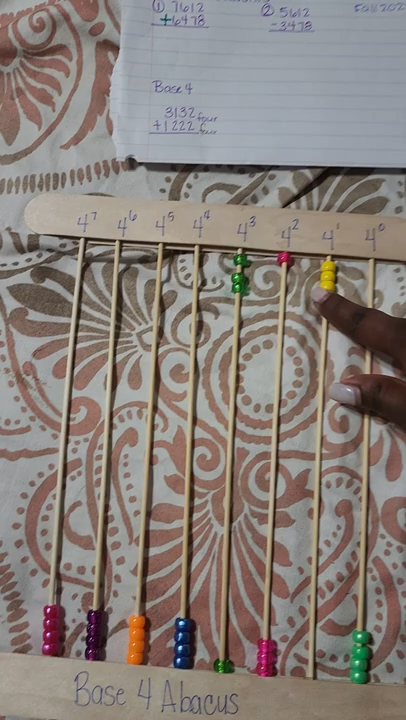 ① 7612
+6478
② 5612
-3478
Base 4
3132four
+1222four
4⁷ 4⁶ 4⁵ 4⁴ 4³ 4² 4¹ 4⁰
Base 4 Abacus